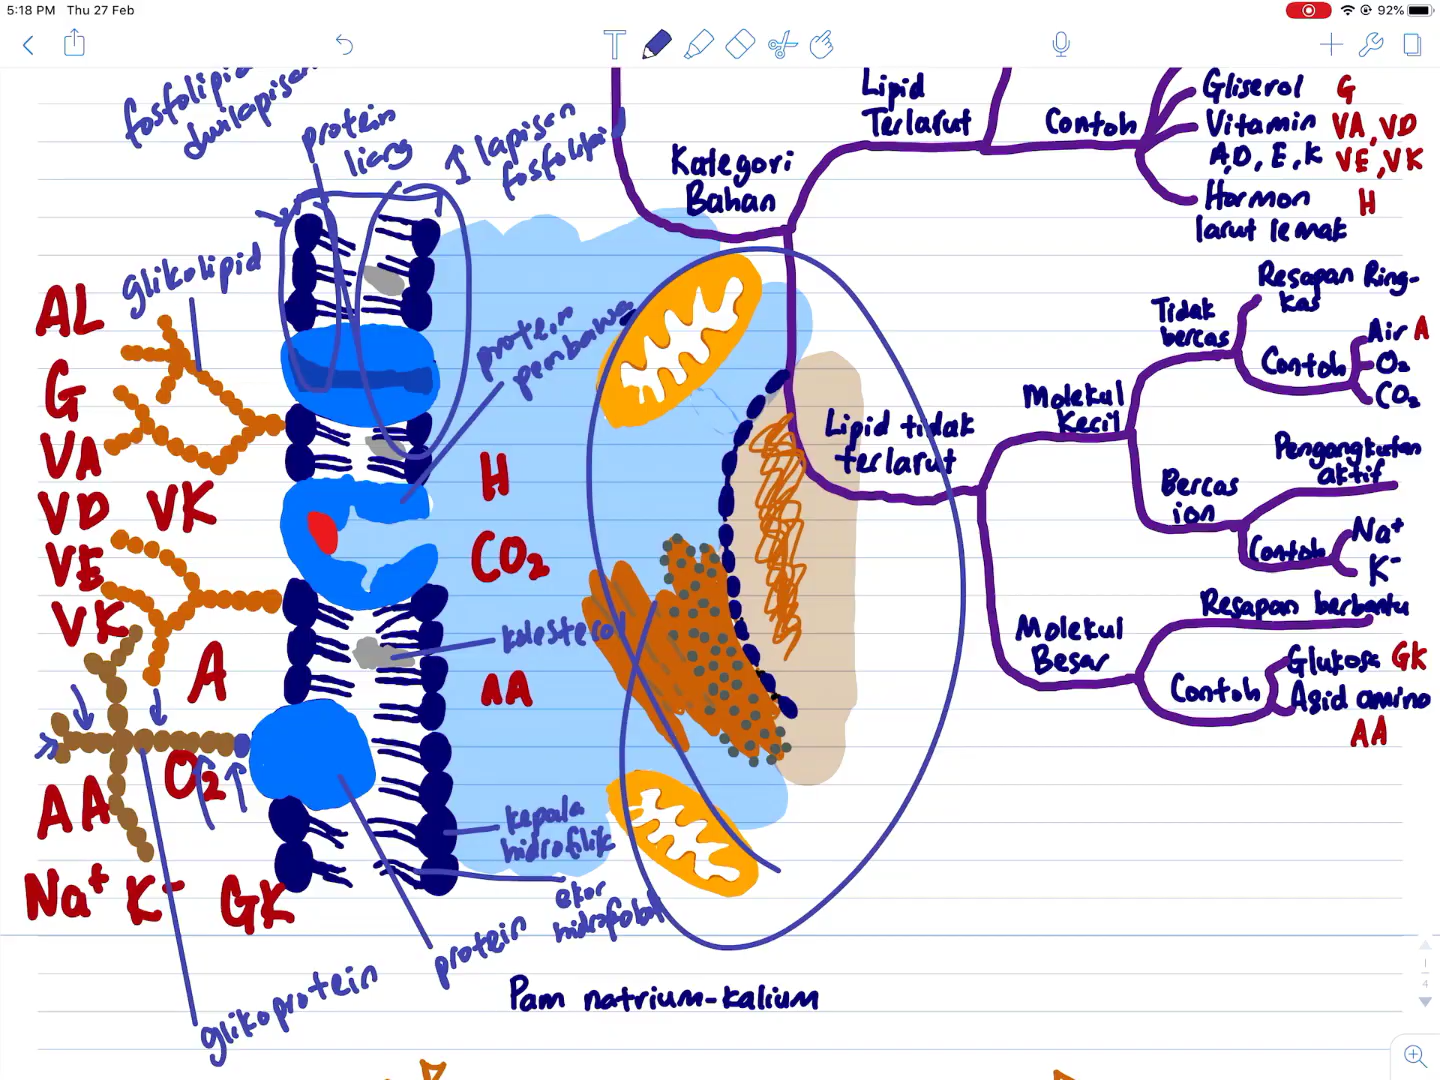 5:18 PM Thu 27 Feb
92%
T
fosfolipid
dwilapisan
protein
liang
1 lapisan
fosfolipid
glikolipid
protein
pembawa
AL
G
VA
VD VK
VE
VK
A
O₂
AA
Na⁺ K⁻ GK
H
CO₂
AA
kolesterol
kepala
hidrofilik
ekor
hidrofobik
protein
glikoprotein
Pam natrium-kalium
Kategori
Bahan
Lipid
Terlarut
Contoh
Gliserol G
Vitamin VA, VD
A, D, E, K VE, VK
Hormon H
larut lemak
Lipid tidak
terlarut
Molekul
Kecil
Tidak
bercas
Resapan Ring-
kas
Contoh
Air A
O₂
CO₂
Bercas
ion
Pengangkutan
aktif
Contoh
Na⁺
K⁻
Molekul
Besar
Resapan berbantu
Contoh
Glukosa GK
Asid amino
AA
1
4